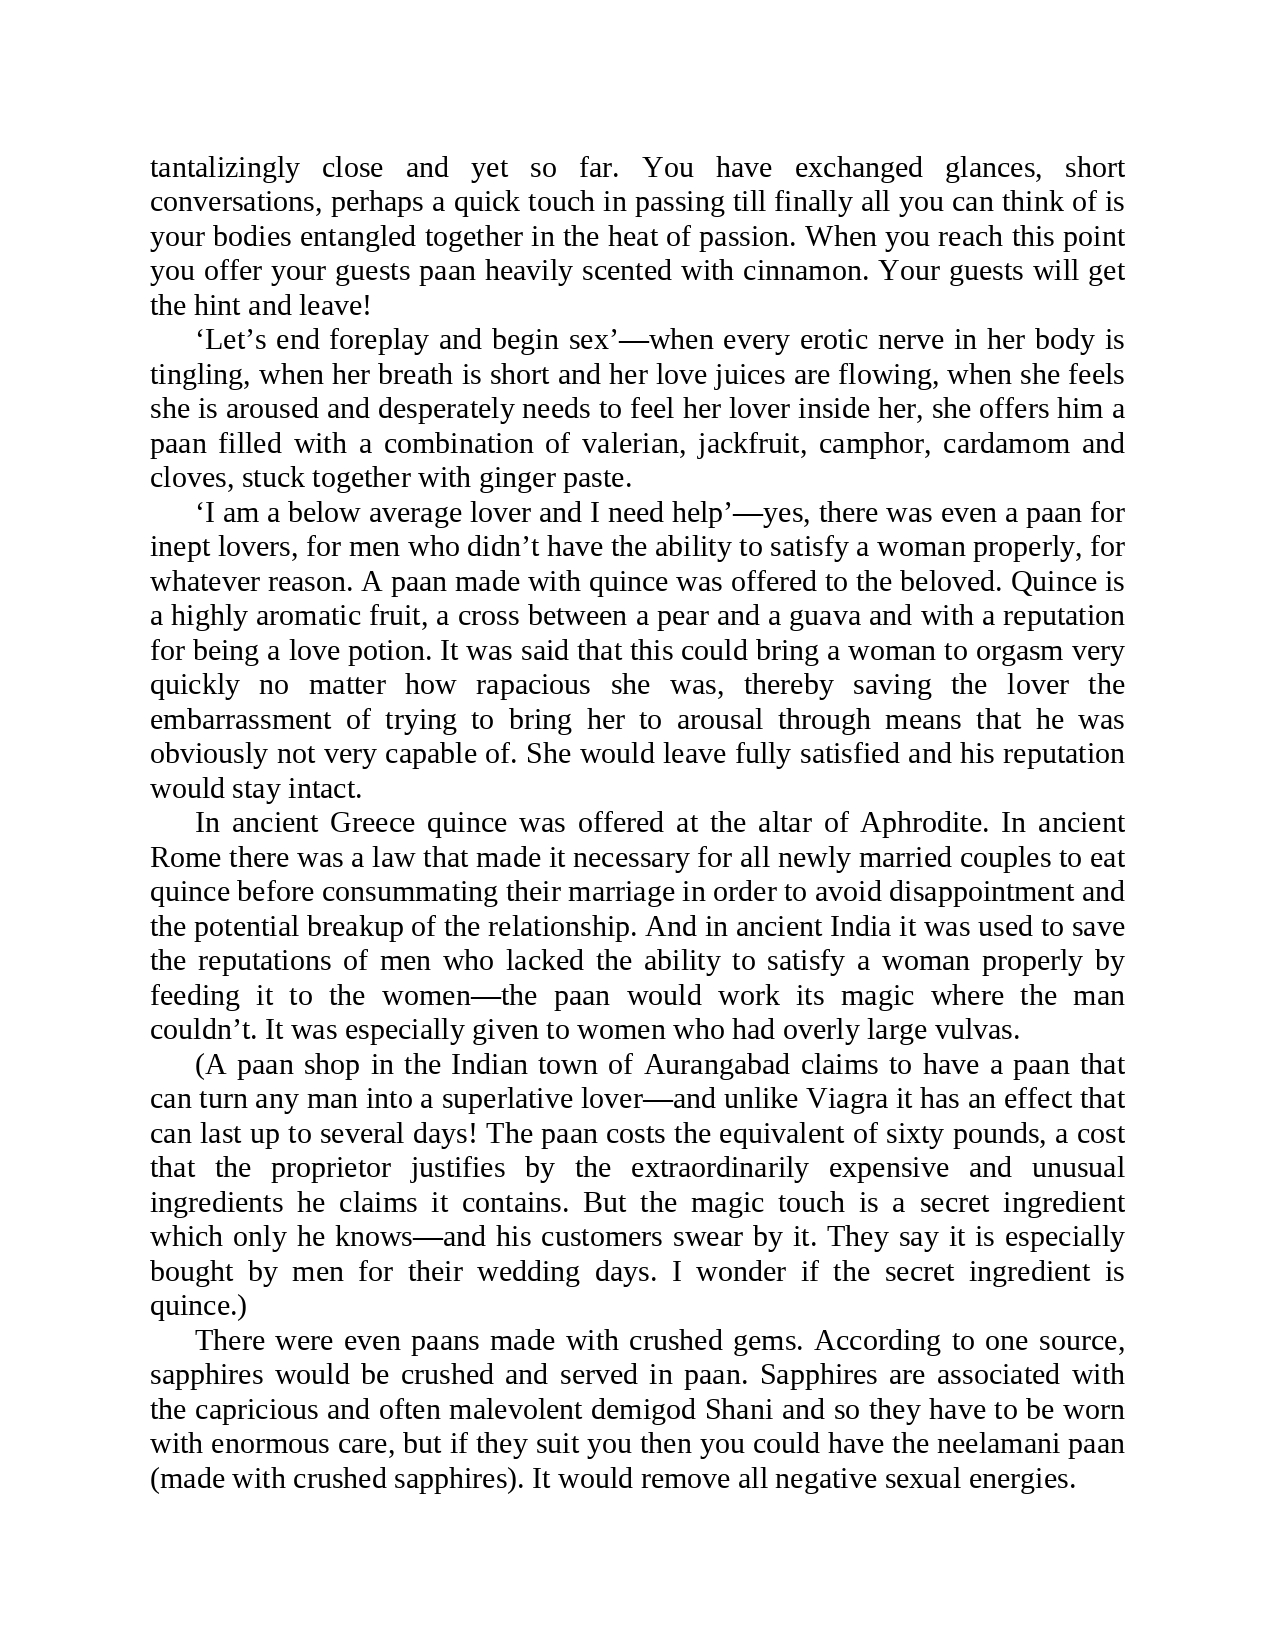 tantalizingly close and yet so far. You have exchanged glances, short
conversations, perhaps a quick touch in passing till finally all you can think of is
your bodies entangled together in the heat of passion. When you reach this point
you offer your guests paan heavily scented with cinnamon. Your guests will get
the hint and leave!
‘Let’s end foreplay and begin sex’—when every erotic nerve in her body is
tingling, when her breath is short and her love juices are flowing, when she feels
she is aroused and desperately needs to feel her lover inside her, she offers him a
paan filled with a combination of valerian, jackfruit, camphor, cardamom and
cloves, stuck together with ginger paste.
‘I am a below average lover and I need help’—yes, there was even a paan for
inept lovers, for men who didn’t have the ability to satisfy a woman properly, for
whatever reason. A paan made with quince was offered to the beloved. Quince is
a highly aromatic fruit, a cross between a pear and a guava and with a reputation
for being a love potion. It was said that this could bring a woman to orgasm very
quickly no matter how rapacious she was, thereby saving the lover the
embarrassment of trying to bring her to arousal through means that he was
obviously not very capable of. She would leave fully satisfied and his reputation
would stay intact.
In ancient Greece quince was offered at the altar of Aphrodite. In ancient
Rome there was a law that made it necessary for all newly married couples to eat
quince before consummating their marriage in order to avoid disappointment and
the potential breakup of the relationship. And in ancient India it was used to save
the reputations of men who lacked the ability to satisfy a woman properly by
feeding it to the women—the paan would work its magic where the man
couldn’t. It was especially given to women who had overly large vulvas.
(A paan shop in the Indian town of Aurangabad claims to have a paan that
can turn any man into a superlative lover—and unlike Viagra it has an effect that
can last up to several days! The paan costs the equivalent of sixty pounds, a cost
that the proprietor justifies by the extraordinarily expensive and unusual
ingredients he claims it contains. But the magic touch is a secret ingredient
which only he knows—and his customers swear by it. They say it is especially
bought by men for their wedding days. I wonder if the secret ingredient is
quince.)
There were even paans made with crushed gems. According to one source,
sapphires would be crushed and served in paan. Sapphires are associated with
the capricious and often malevolent demigod Shani and so they have to be worn
with enormous care, but if they suit you then you could have the neelamani paan
(made with crushed sapphires). It would remove all negative sexual energies.